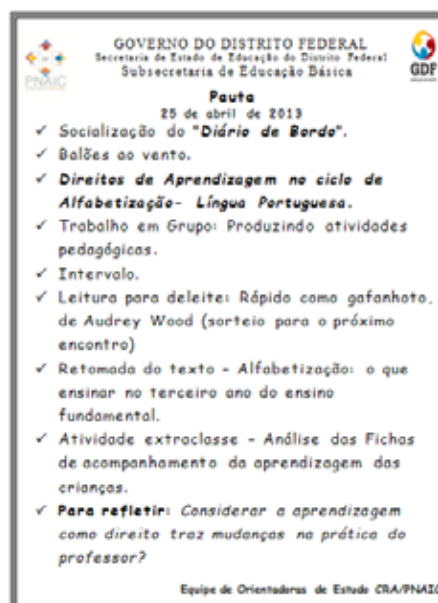 GOVERNO DO DISTRITO FEDERAL
Secretaria de Estado de Educação do Distrito Federal
Subsecretaria de Educação Básica
PNAIC
GDF
Pauta
25 de abril de 2013
✓ Socialização do "Diário de Bordo".
✓ Balões ao vento.
✓ Direitos de Aprendizagem no ciclo de
Alfabetização- Língua Portuguesa.
✓ Trabalho em Grupo: Produzindo atividades
pedagógicas.
✓ Intervalo.
✓ Leitura para deleite: Rápido como gafanhoto,
de Audrey Wood (sorteio para o próximo
encontro)
✓ Retomada do texto - Alfabetização: o que
ensinar no terceiro ano do ensino
fundamental.
✓ Atividade extraclasse - Análise das Fichas
de acompanhamento da aprendizagem das
crianças.
✓ Para refletir: Considerar a aprendizagem
como direito traz mudanças na prática do
professor?
Equipe de Orientadoras de Estudo CRA/PNAIC